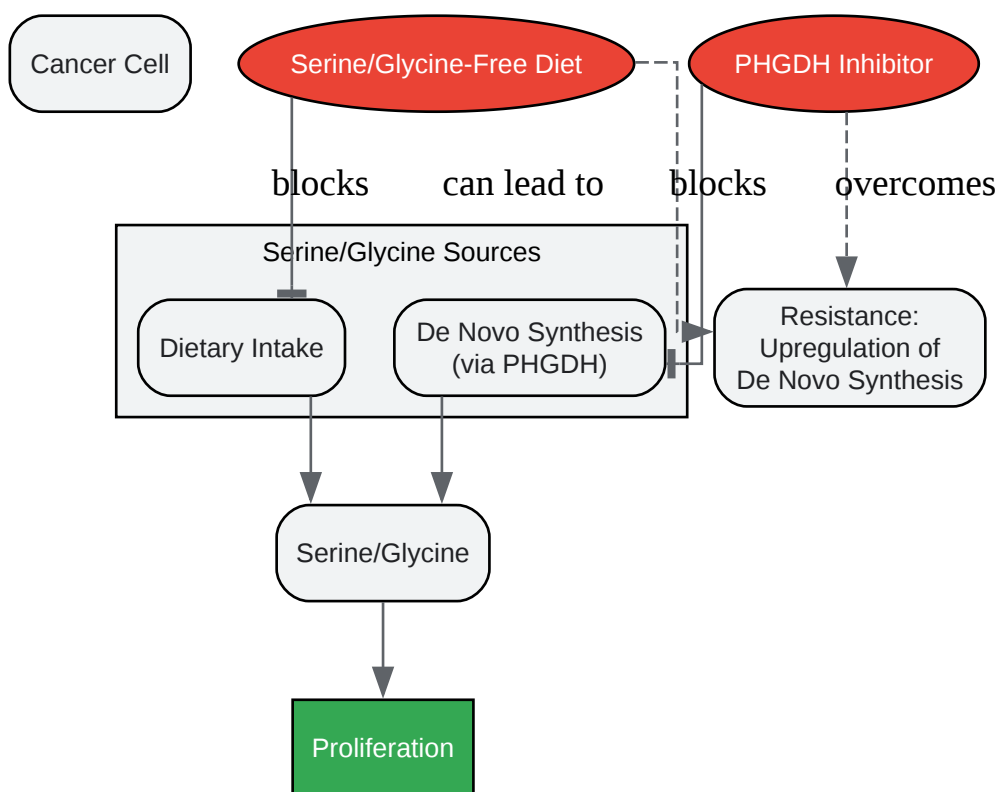 Cancer Cell
Serine/Glycine-Free Diet
PHGDH Inhibitor
blocks
can lead to
blocks
overcomes
Serine/Glycine Sources
Dietary Intake
De Novo Synthesis
(via PHGDH)
Resistance:
Upregulation of
De Novo Synthesis
Serine/Glycine
Proliferation